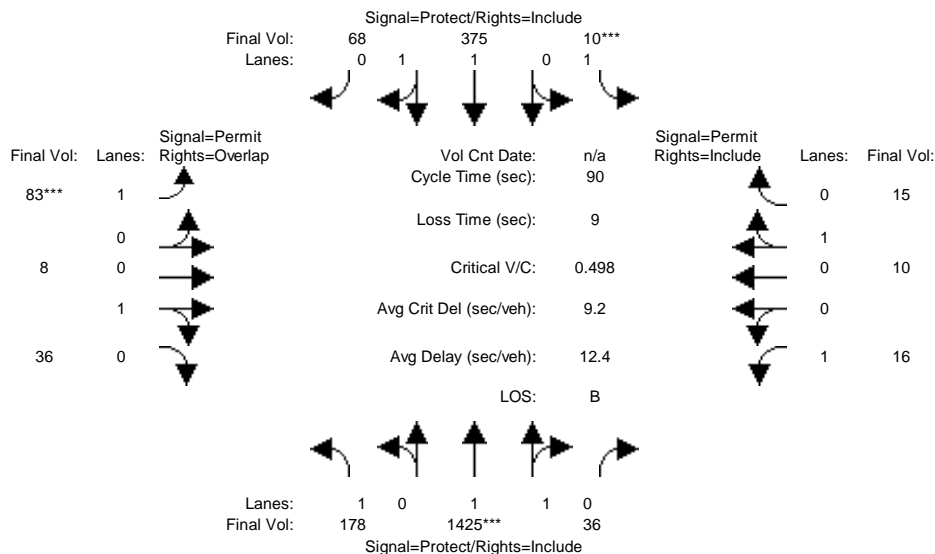 Signal=Protect/Rights=Include
Final Vol: 68 375 10***
Lanes: 0 1 1 0 1
Signal=Permit Signal=Permit
Final Vol: Lanes: Rights=Overlap Vol Cnt Date: n/a Rights=Include Lanes: Final Vol:
Cycle Time (sec): 90
83*** 1 0 15
Loss Time (sec): 9
0 1
8 0 Critical V/C: 0.498 0 10
1 Avg Crit Del (sec/veh): 9.2 0
36 0 Avg Delay (sec/veh): 12.4 1 16
LOS: B
Lanes: 1 0 1 1 0
Final Vol: 178 1425*** 36
Signal=Protect/Rights=Include